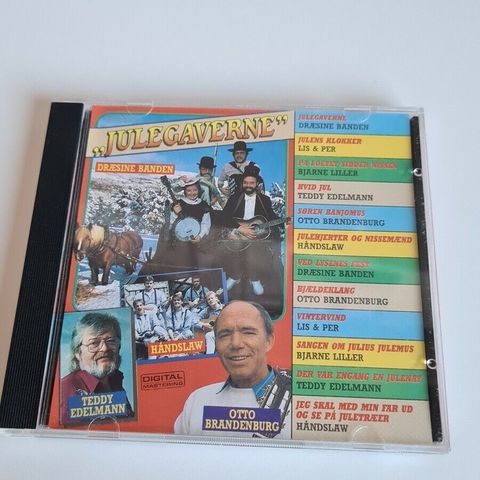 „JULEGAVERNE"
DRÆSINE BANDEN
HÅNDSLAW
TEDDY
EDELMANN
DIGITAL
MASTERING
OTTO
BRANDENBURG
JULEGAVERNE
DRÆSINE BANDEN
JULENS KLOKKER
LIS & PER
PÅ LOFTET SIDDER NISSEN
BJARNE LILLER
HVID JUL
TEDDY EDELMANN
SØREN BANJOMUS
OTTO BRANDENBURG
JULEHJERTER OG NISSEMÆND
HÅNDSLAW
VED LYSENES FEST
DRÆSINE BANDEN
BJÆLDEKLANG
OTTO BRANDENBURG
VINTERVIND
LIS & PER
SANGEN OM JULIUS JULEMUS
BJARNE LILLER
DER VAR ENGANG EN JULENAT
TEDDY EDELMANN
JEG SKAL MED MIN FAR UD
OG SE PÅ JULETRÆER
HÅNDSLAW